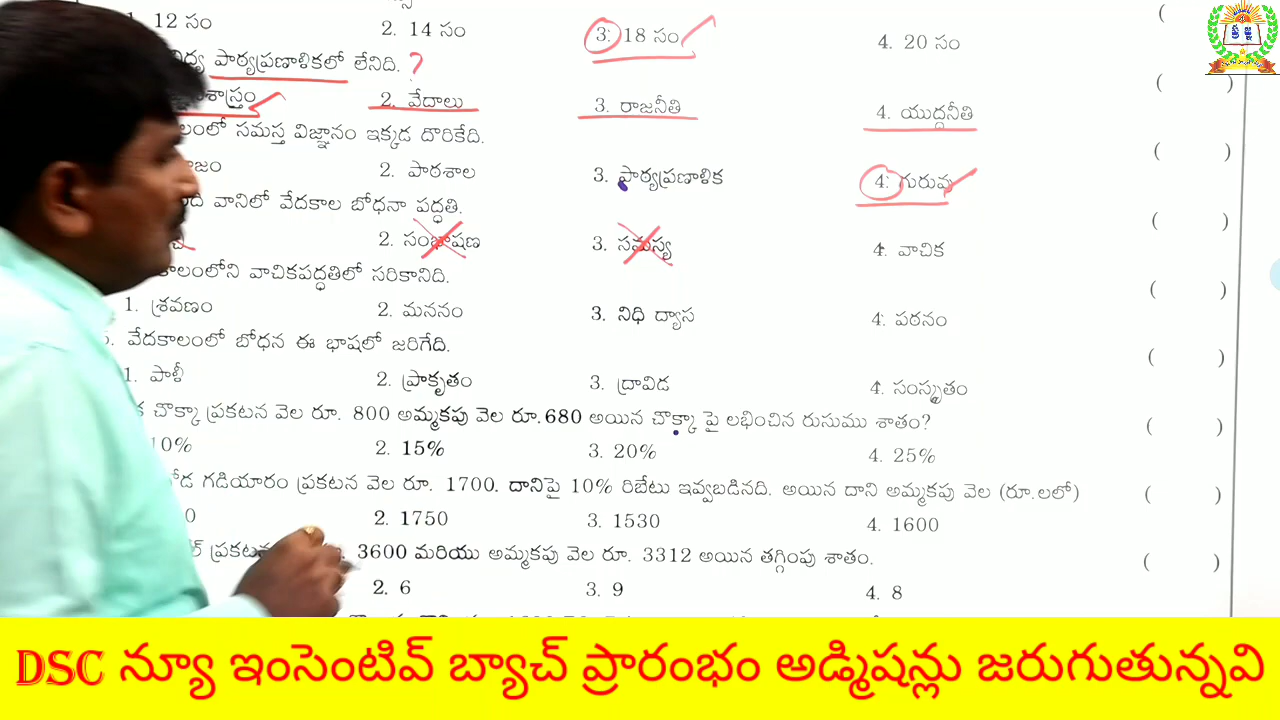 1. 12 సం 2. 14 సం 3. 18 సం 4. 20 సం ( )
పాఠ్యప్రణాళికలో లేనిది. ? ( )
2. వేదాలు 3. రాజనీతి 4. యుద్ధనీతి
లో సమస్త విజ్ఞానం ఇక్కడ దొరికేది. ( )
2. పాఠశాల 3. పాఠ్యప్రణాళిక 4. గురువు
వానిలో వేదకాల బోధనా పద్ధతి. ( )
2. సంభాషణ 3. సమస్య 4. వాచిక
కాలంలోని వాచికపద్ధతిలో సరికానిది. ( )
1. శ్రవణం 2. మననం 3. నిధి ద్యాస 4. పఠనం
వేదకాలంలో బోధన ఈ భాషలో జరిగేది. ( )
1. పాళీ 2. ప్రాకృతం 3. ద్రావిడ 4. సంస్కృతం
చొక్కా ప్రకటన వెల రూ. 800 అమ్మకపు వెల రూ.680 అయిన చొక్కా పై లభించిన రుసుము శాతం? ( )
10% 2. 15% 3. 20% 4. 25%
గడియారం ప్రకటన వెల రూ. 1700. దానిపై 10% రిబేటు ఇవ్వబడినది. అయిన దాని అమ్మకపు వెల (రూ.లలో) ( )
2. 1750 3. 1530 4. 1600
3600 మరియు అమ్మకపు వెల రూ. 3312 అయిన తగ్గింపు శాతం. ( )
2. 6 3. 9 4. 8
DSC న్యూ ఇంసెంటివ్ బ్యాచ్ ప్రారంభం అడ్మిషన్లు జరుగుతున్నవి